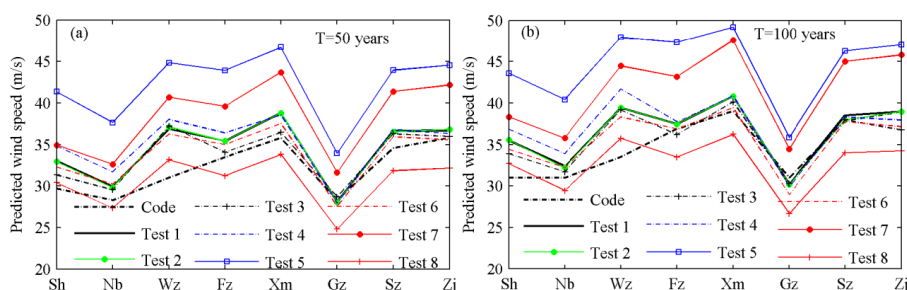 (a)
T=50 years
Predicted wind speed (m/s)
50
45
40
35
30
25
20
Code
Test 1
Test 2
Test 3
Test 4
Test 5
Test 6
Test 7
Test 8
Sh Nb Wz Fz Xm Gz Sz Zj
(b)
T=100 years
Predicted wind speed (m/s)
50
45
40
35
30
25
20
Code
Test 1
Test 2
Test 3
Test 4
Test 5
Test 6
Test 7
Test 8
Sh Nb Wz Fz Xm Gz Sz Zj